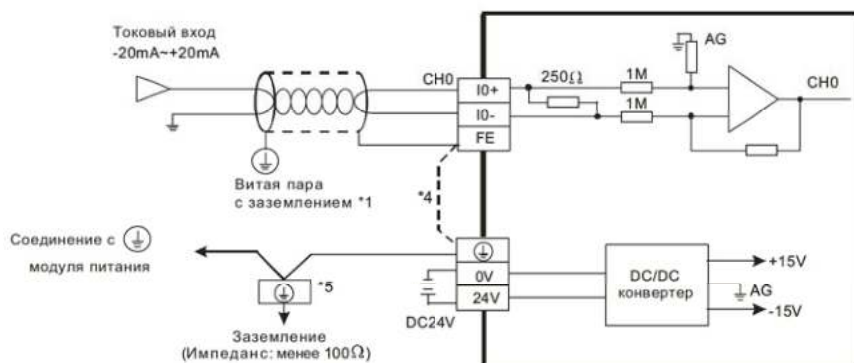 Токовый вход
-20mA~+20mA
CH0
I0+
I0-
FE
250Ω
1M
1M
AG
CH0
Витая пара
с заземлением *1
*4
Соединение с
модуля питания
*5
Заземление
(Импеданс: менее 100Ω)
0V
24V
DC24V
DC/DC
конвертер
+15V
AG
-15V